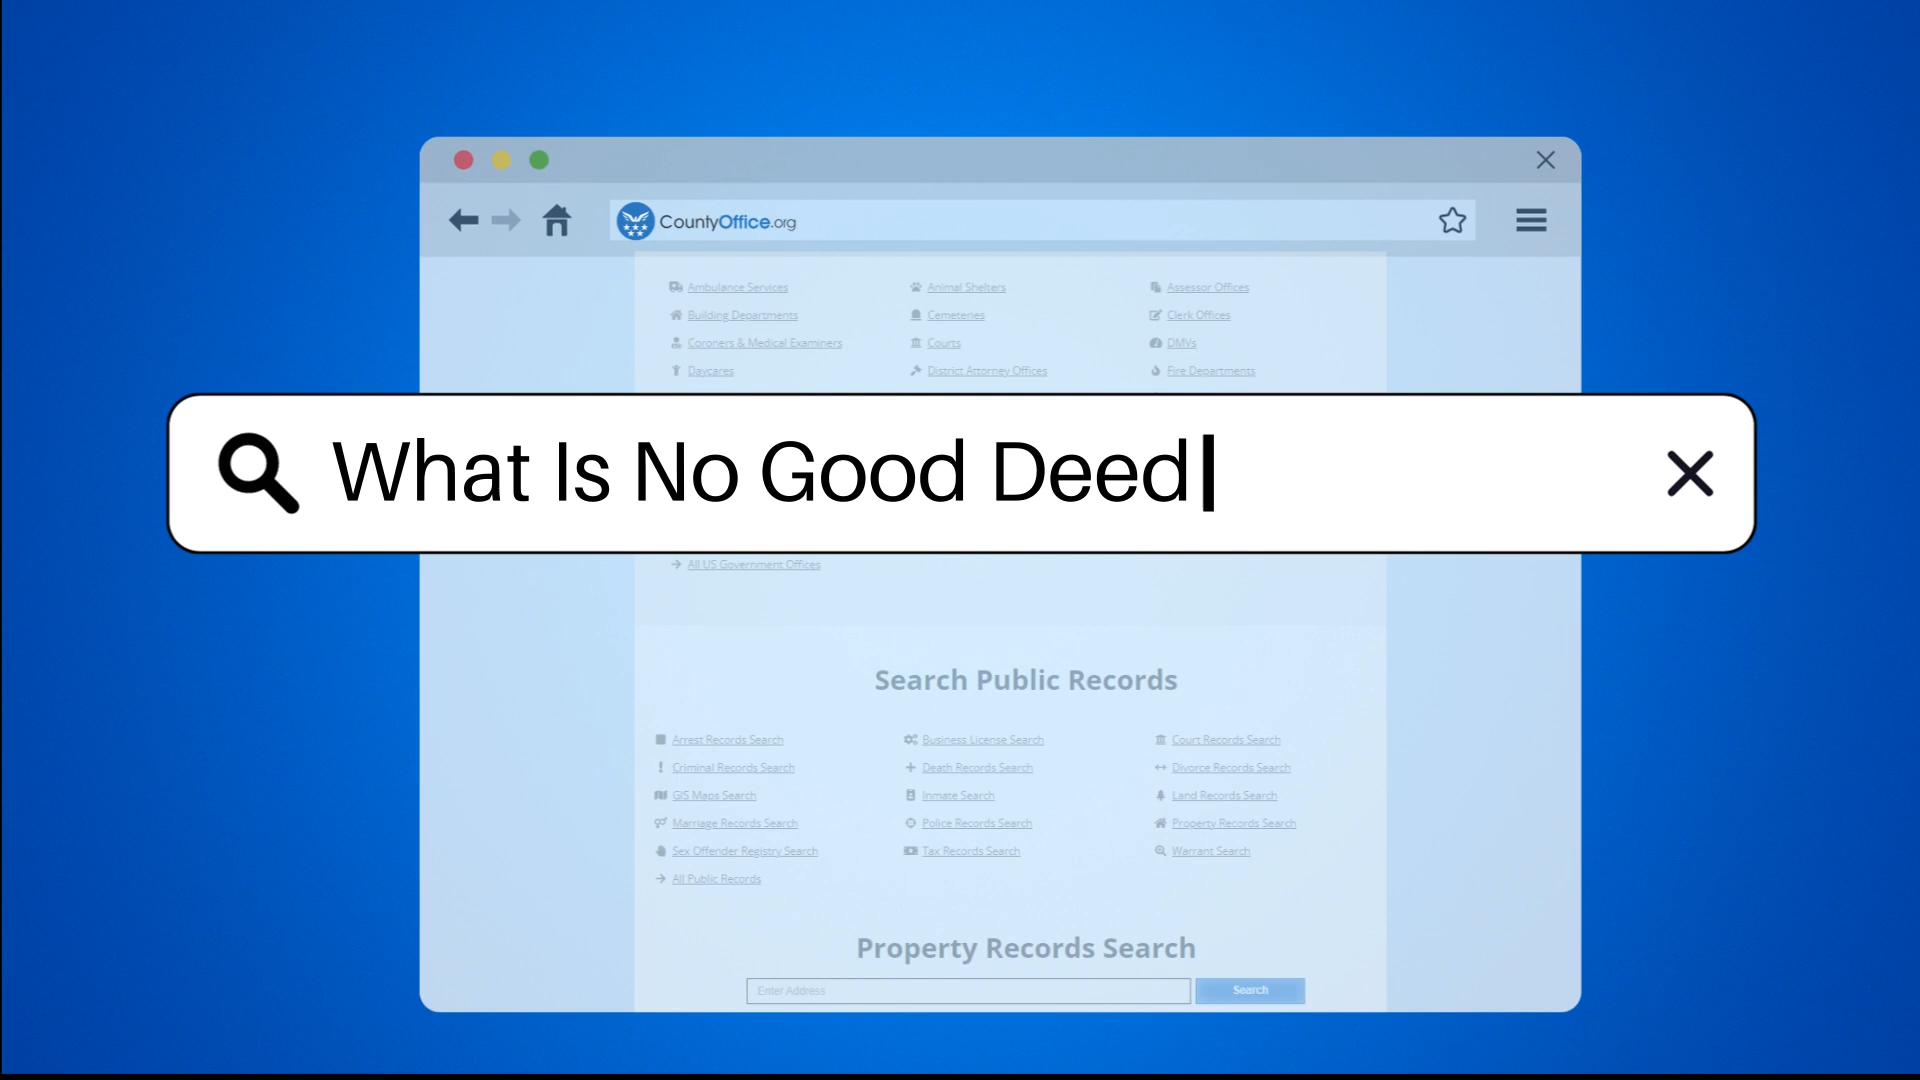 CountyOffice.org
Ambulance Services Animal Shelters Assessor Offices
Building Departments Cemeteries Clerk Offices
Coroners & Medical Examiners Courts DMVs
Daycares District Attorney Offices Fire Departments
What Is No Good Deed
All US Government Offices
Search Public Records
Arrest Records Search Business License Search Court Records Search
Criminal Records Search Death Records Search Divorce Records Search
GIS Maps Search Inmate Search Land Records Search
Marriage Records Search Police Records Search Property Records Search
Sex Offender Registry Search Tax Records Search Warrant Search
All Public Records
Property Records Search
Enter Address Search